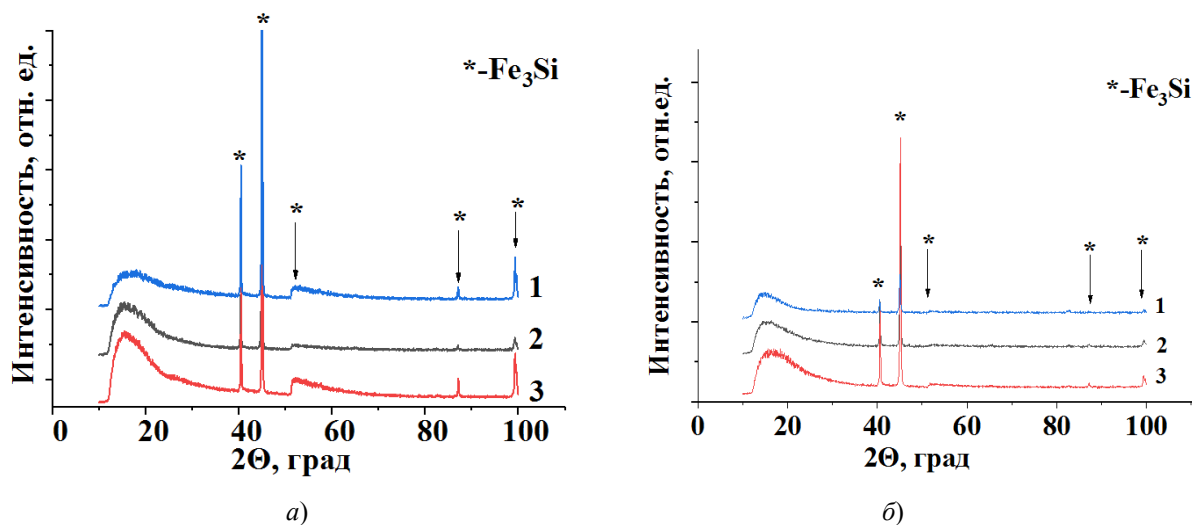 *
*-Fe₃Si
Интенсивность, отн. ед.
*
*
*
*
1
2
3
0 20 40 60 80 100
2Θ, град
а)
*-Fe₃Si
Интенсивность, отн.ед.
*
*
*
*
*
1
2
3
0 20 40 60 80 100
2Θ, град
б)